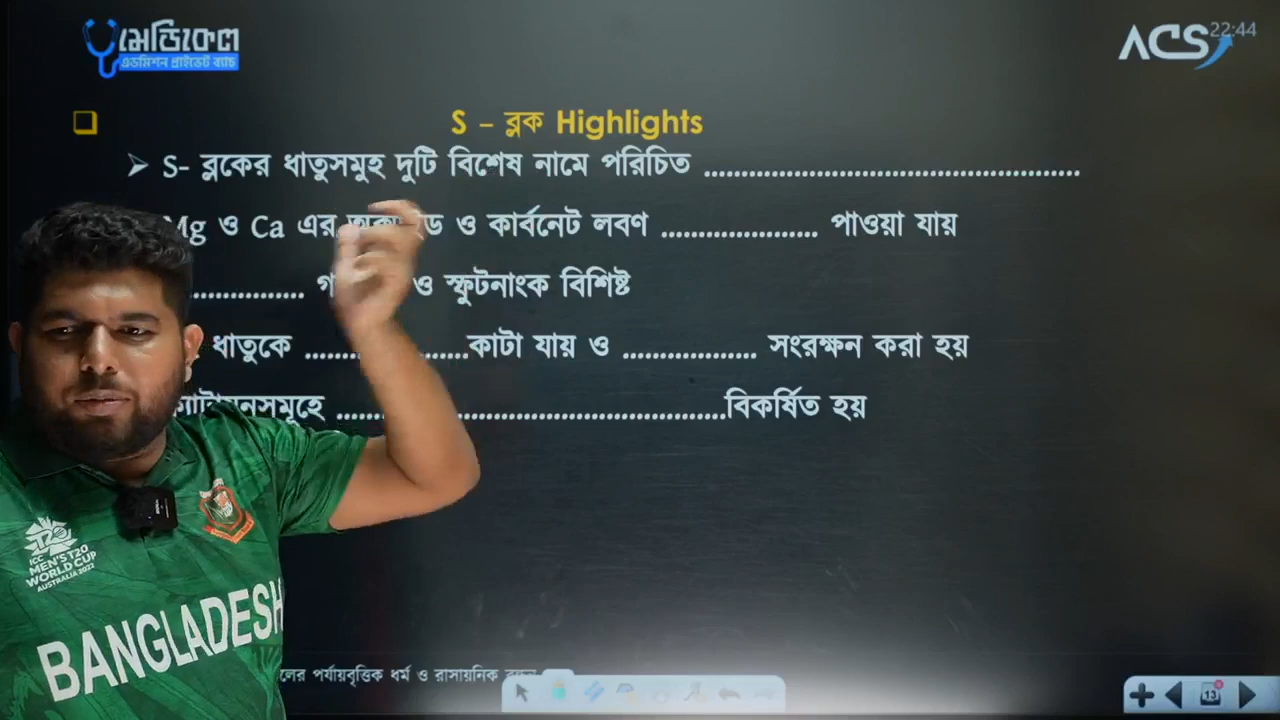 মেডিকেল
এডমিশন প্রাইভেট ব্যাচ
ACS
22:44
S – ব্লক Highlights
➢ S- ব্লকের ধাতুসমুহ দুটি বিশেষ নামে পরিচিত ..........................................................
Mg ও Ca এর ও কার্বনেট লবণ ........................ পাওয়া যায়
.................. ও স্ফুটনাংক বিশিষ্ট
ধাতুকে .........................কাটা যায় ও .................... সংরক্ষন করা হয়
............................................................বিকর্ষিত হয়
ICC
MEN'S T20
WORLD CUP
AUSTRALIA 2022
BANGLADESH
পর্যায়বৃত্তিক ধর্ম ও রাসায়নিক
13